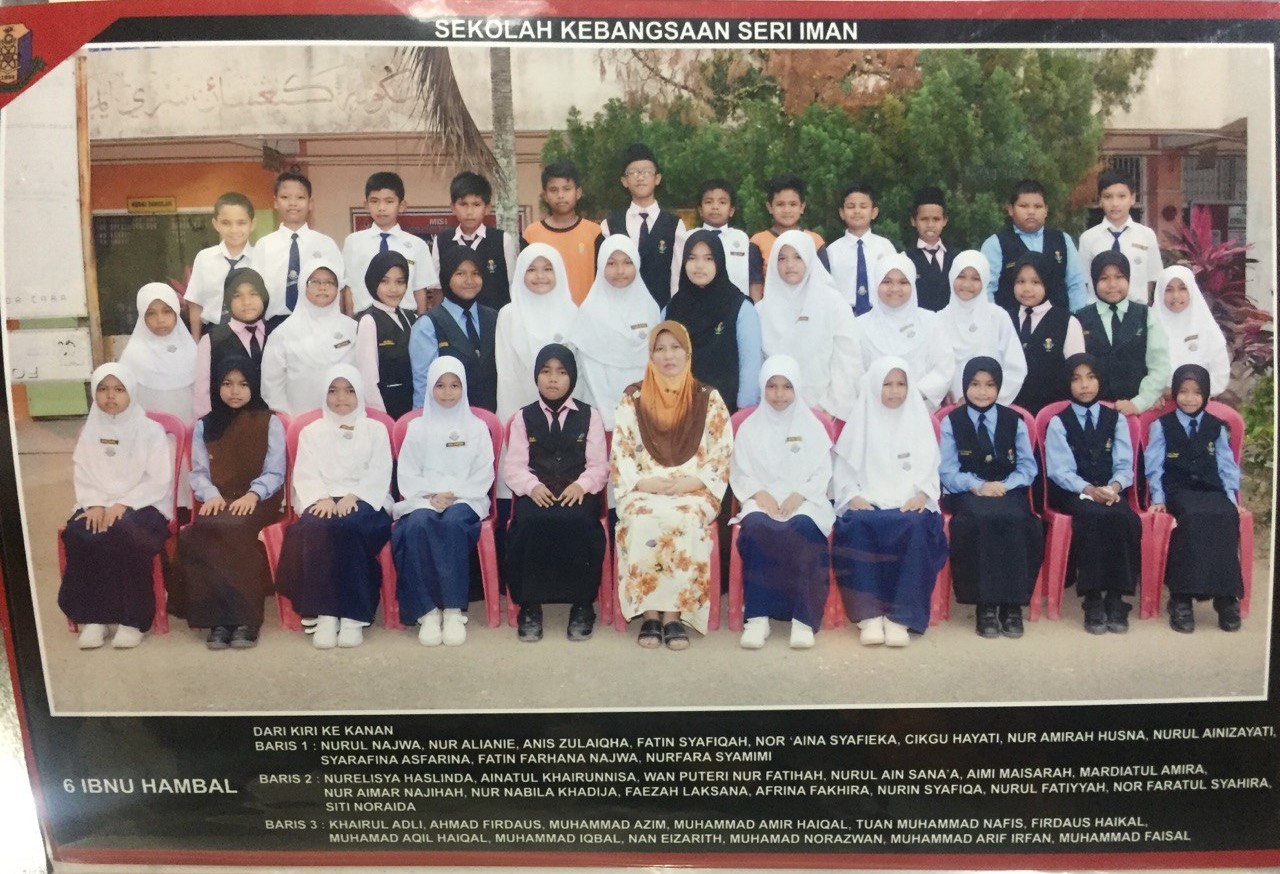 SEKOLAH KEBANGSAAN SERI IMAN
MISI
DARI KIRI KE KANAN
BARIS 1 : NURUL NAJWA, NUR ALIANIE, ANIS ZULAIQHA, FATIN SYAFIQAH, NOR 'AINA SYAFIEKA, CIKGU HAYATI, NUR AMIRAH HUSNA, NURUL AINIZAYATI,
SYARAFINA ASFARINA, FATIN FARHANA NAJWA, NURFARA SYAMIMI
6 IBNU HAMBAL
BARIS 2 : NURELISYA HASLINDA, AINATUL KHAIRUNNISA, WAN PUTERI NUR FATIHAH, NURUL AIN SANA'A, AIMI MAISARAH, MARDIATUL AMIRA,
NUR AIMAR NAJIHAH, NUR NABILA KHADIJA, FAEZAH LAKSANA, AFRINA FAKHIRA, NURIN SYAFIQA, NURUL FATIYYAH, NOR FARATUL SYAHIRA,
SITI NORAIDA
BARIS 3 : KHAIRUL ADLI, AHMAD FIRDAUS, MUHAMMAD AZIM, MUHAMMAD AMIR HAIQAL, TUAN MUHAMMAD NAFIS, FIRDAUS HAIKAL,
MUHAMAD AQIL HAIQAL, MUHAMMAD IQBAL, NAN EIZARITH, MUHAMAD NORAZWAN, MUHAMMAD ARIF IRFAN, MUHAMMAD FAISAL